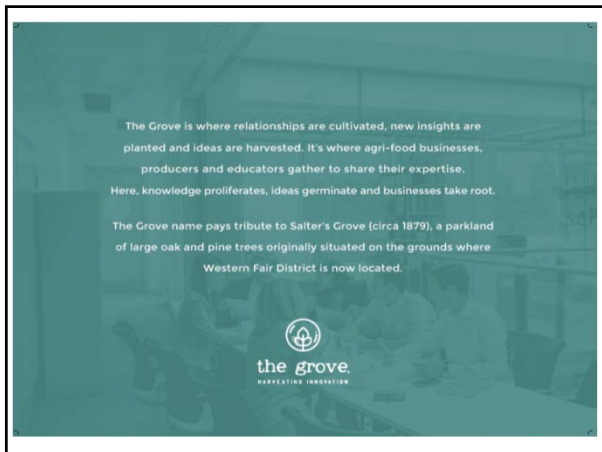 The Grove is where relationships are cultivated, new insights are
planted and ideas are harvested. It's where agri-food businesses,
producers and educators gather to share their expertise.
Here, knowledge proliferates, ideas germinate and businesses take root.
The Grove name pays tribute to Salter's Grove (circa 1879), a parkland
of large oak and pine trees originally situated on the grounds where
Western Fair District is now located.
the grove.
HARVESTING INNOVATION